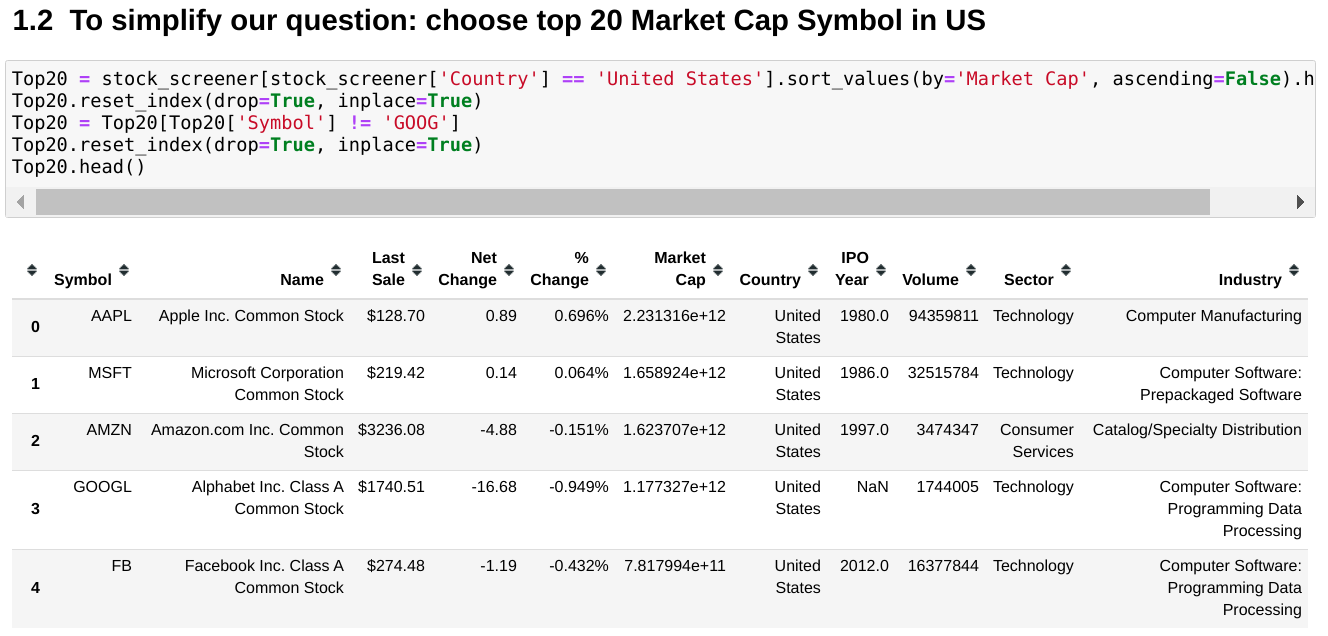 1.2 To simplify our question: choose top 20 Market Cap Symbol in US
Top20 = stock_screener[stock_screener['Country'] == 'United States'].sort_values(by='Market Cap', ascending=False).h
Top20.reset_index(drop=True, inplace=True)
Top20 = Top20[Top20['Symbol'] != 'GOOG']
Top20.reset_index(drop=True, inplace=True)
Top20.head()
Symbol Name Last Sale Net Change % Change Market Cap Country IPO Year Volume Sector Industry
0 AAPL Apple Inc. Common Stock $128.70 0.89 0.696% 2.231316e+12 United States 1980.0 94359811 Technology Computer Manufacturing
1 MSFT Microsoft Corporation Common Stock $219.42 0.14 0.064% 1.658924e+12 United States 1986.0 32515784 Technology Computer Software: Prepackaged Software
2 AMZN Amazon.com Inc. Common Stock $3236.08 -4.88 -0.151% 1.623707e+12 United States 1997.0 3474347 Consumer Services Catalog/Specialty Distribution
3 GOOGL Alphabet Inc. Class A Common Stock $1740.51 -16.68 -0.949% 1.177327e+12 United States NaN 1744005 Technology Computer Software: Programming Data Processing
4 FB Facebook Inc. Class A Common Stock $274.48 -1.19 -0.432% 7.817994e+11 United States 2012.0 16377844 Technology Computer Software: Programming Data Processing